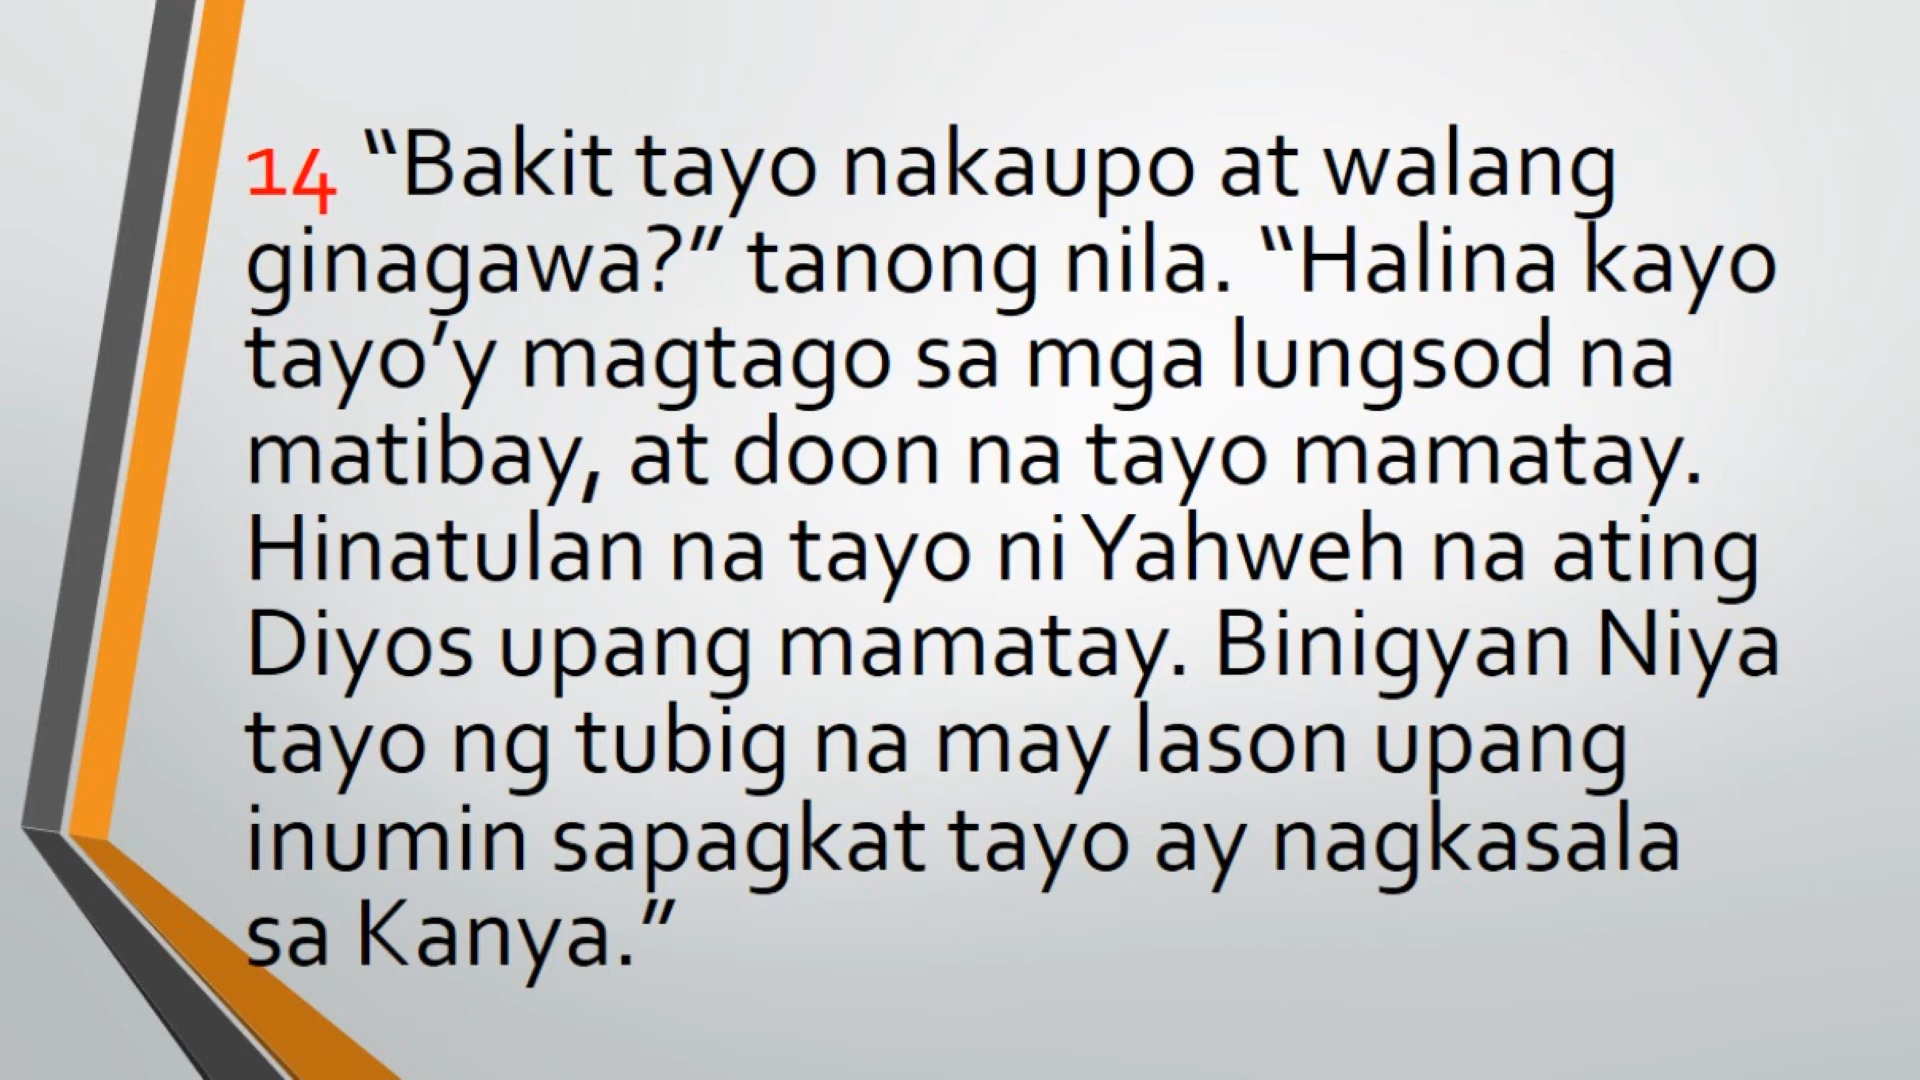 14 “Bakit tayo nakaupo at walang
ginagawa?” tanong nila. “Halina kayo
tayo’y magtago sa mga lungsod na
matibay, at doon na tayo mamatay.
Hinatulan na tayo ni Yahweh na ating
Diyos upang mamatay. Binigyan Niya
tayo ng tubig na may lason upang
inumin sapagkat tayo ay nagkasala
sa Kanya.”